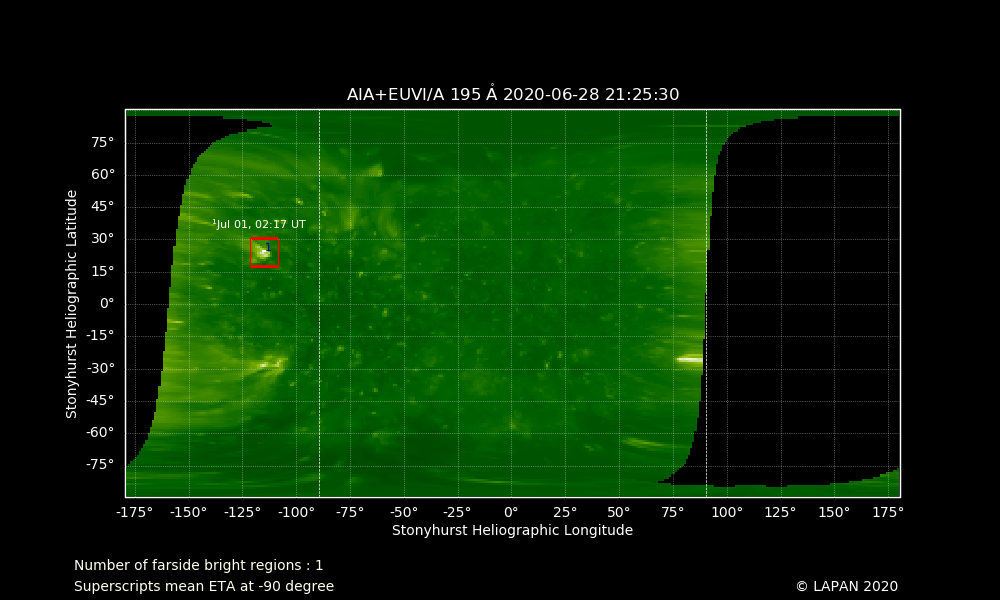 AIA+EUVI/A 195 Å 2020-06-28 21:25:30
Stonyhurst Heliographic Latitude
75°
60°
45°
30°
15°
0°
-15°
-30°
-45°
-60°
-75°
¹Jul 01, 02:17 UT
1
-175° -150° -125° -100° -75° -50° -25° 0° 25° 50° 75° 100° 125° 150° 175°
Stonyhurst Heliographic Longitude
Number of farside bright regions : 1
Superscripts mean ETA at -90 degree
© LAPAN 2020